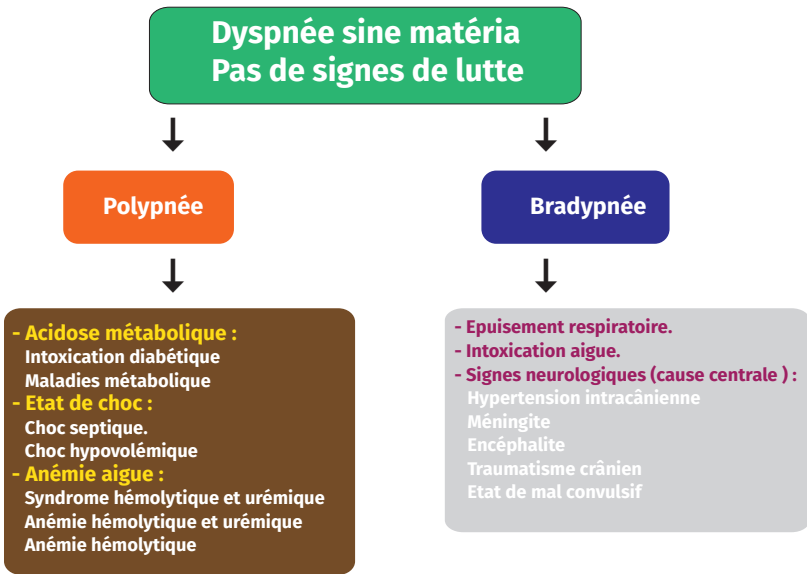 Dyspnée sine matéria
Pas de signes de lutte
Polypnée
Bradypnée
- Acidose métabolique :
Intoxication diabétique
Maladies métabolique
- Etat de choc :
Choc septique.
Choc hypovolémique
- Anémie aigue :
Syndrome hémolytique et urémique
Anémie hémolytique et urémique
Anémie hémolytique
- Epuisement respiratoire.
- Intoxication aigue.
- Signes neurologiques (cause centrale ) :
Hypertension intracânienne
Méningite
Encéphalite
Traumatisme crânien
Etat de mal convulsif